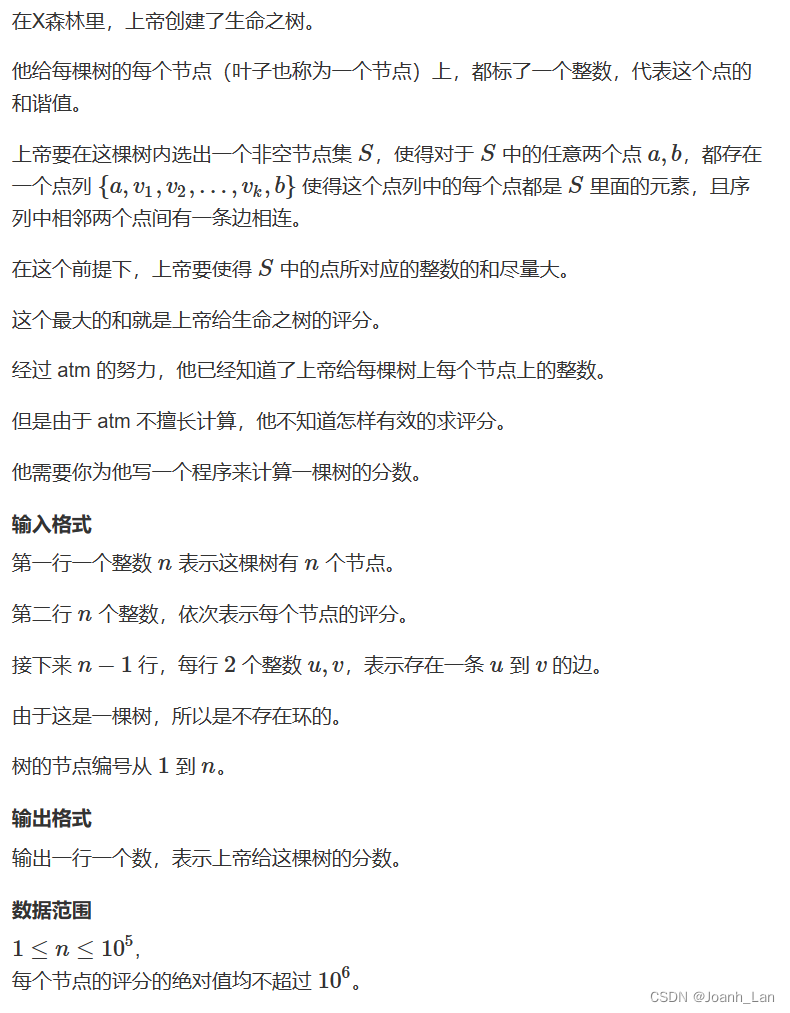 在X森林里，上帝创建了生命之树。
他给每棵树的每个节点（叶子也称为一个节点）上，都标了一个整数，代表这个点的
和谐值。
上帝要在这棵树内选出一个非空节点集 S，使得对于 S 中的任意两个点 a,b，都存在
一个点列 {a,v₁,v₂,…,vₖ,b} 使得这个点列中的每个点都是 S 里面的元素，且序
列中相邻两个点间有一条边相连。
在这个前提下，上帝要使得 S 中的点所对应的整数的和尽量大。
这个最大的和就是上帝给生命之树的评分。
经过 atm 的努力，他已经知道了上帝给每棵树上每个节点上的整数。
但是由于 atm 不擅长计算，他不知道怎样有效的求评分。
他需要你为他写一个程序来计算一棵树的分数。
输入格式
第一行一个整数 n 表示这棵树有 n 个节点。
第二行 n 个整数，依次表示每个节点的评分。
接下来 n − 1 行，每行 2 个整数 u,v，表示存在一条 u 到 v 的边。
由于这是一棵树，所以是不存在环的。
树的节点编号从 1 到 n。
输出格式
输出一行一个数，表示上帝给这棵树的分数。
数据范围
1 ≤ n ≤ 10⁵，
每个节点的评分的绝对值均不超过 10⁶。
CSDN @Joanh_Lan